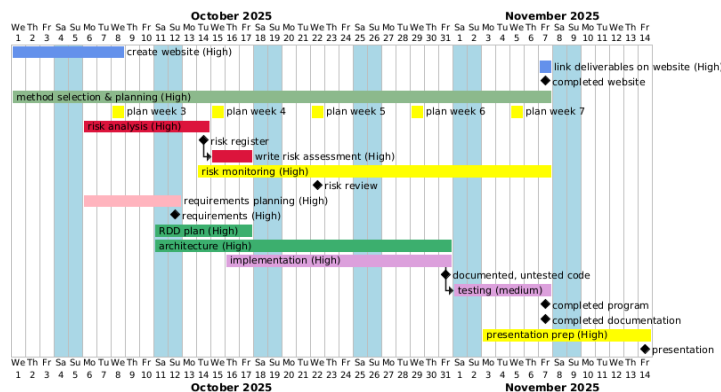 October 2025 November 2025
We Th Fr Sa Su Mo Tu We Th Fr Sa Su Mo Tu We Th Fr Sa Su Mo Tu We Th Fr Sa Su Mo Tu We Th Fr Sa Su Mo Tu We Th Fr Sa Su Mo Tu We Th Fr
1 2 3 4 5 6 7 8 9 10 11 12 13 14 15 16 17 18 19 20 21 22 23 24 25 26 27 28 29 30 31 1 2 3 4 5 6 7 8 9 10 11 12 13 14
create website (High)
link deliverables on website (High)
completed website
method selection & planning (High)
plan week 3 plan week 4 plan week 5 plan week 6 plan week 7
risk analysis (High)
risk register
write risk assessment (High)
risk monitoring (High)
risk review
requirements planning (High)
requirements (High)
RDD plan (High)
architecture (High)
implementation (High)
documented, untested code
testing (medium)
completed program
completed documentation
presentation prep (High)
presentation
We Th Fr Sa Su Mo Tu We Th Fr Sa Su Mo Tu We Th Fr Sa Su Mo Tu We Th Fr Sa Su Mo Tu We Th Fr Sa Su Mo Tu We Th Fr Sa Su Mo Tu We Th Fr
1 2 3 4 5 6 7 8 9 10 11 12 13 14 15 16 17 18 19 20 21 22 23 24 25 26 27 28 29 30 31 1 2 3 4 5 6 7 8 9 10 11 12 13 14
October 2025 November 2025